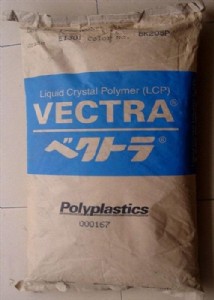 Liquid Crystal Polymer (LCP)
VECTRA®
ベクトラ®
Polyplastics
000167